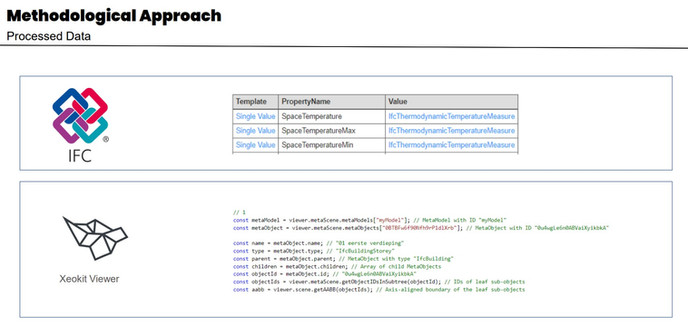 Methodological Approach
Processed Data
IFC
®
Template PropertyName Value
Single Value SpaceTemperature IfcThermodynamicTemperatureMeasure
Single Value SpaceTemperatureMax IfcThermodynamicTemperatureMeasure
Single Value SpaceTemperatureMin IfcThermodynamicTemperatureMeasure
Xeokit Viewer
// 1
const metaModel = viewer.metaScene.metaModels["myModel"]; // MetaModel with ID "myModel"
const metaObject = viewer.metaScene.metaObjects["0BTBFw6f90Nfh9rP1dlXrb"]; // MetaObject with ID "0u4wgLe6n0ABVaiXyikbkA"
const name = metaObject.name; // "01 eerste verdieping"
const type = metaObject.type; // "IfcBuildingStorey"
const parent = metaObject.parent; // MetaObject with type "IfcBuilding"
const children = metaObject.children; // Array of child MetaObjects
const objectId = metaObject.id; // "0u4wgLe6n0ABVaiXyikbkA"
const objectIds = viewer.metaScene.getObjectIDsInSubtree(objectId); // IDs of leaf sub-objects
const aabb = viewer.scene.getAABB(objectIds); // Axis-aligned boundary of the leaf sub-objects